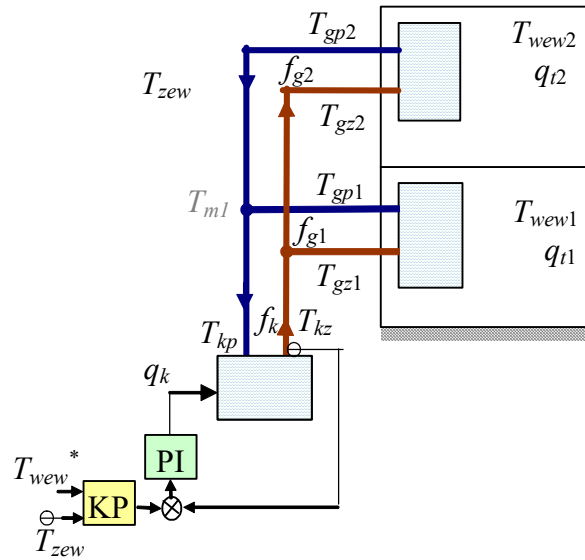 T_gp2
T_wew2
f_g2
q_t2
T_zew
T_gz2
T_gp1
T_m1
T_wew1
f_g1
q_t1
T_gz1
T_kp
f_k
T_kz
q_k
PI
T_wew*
KP
T_zew